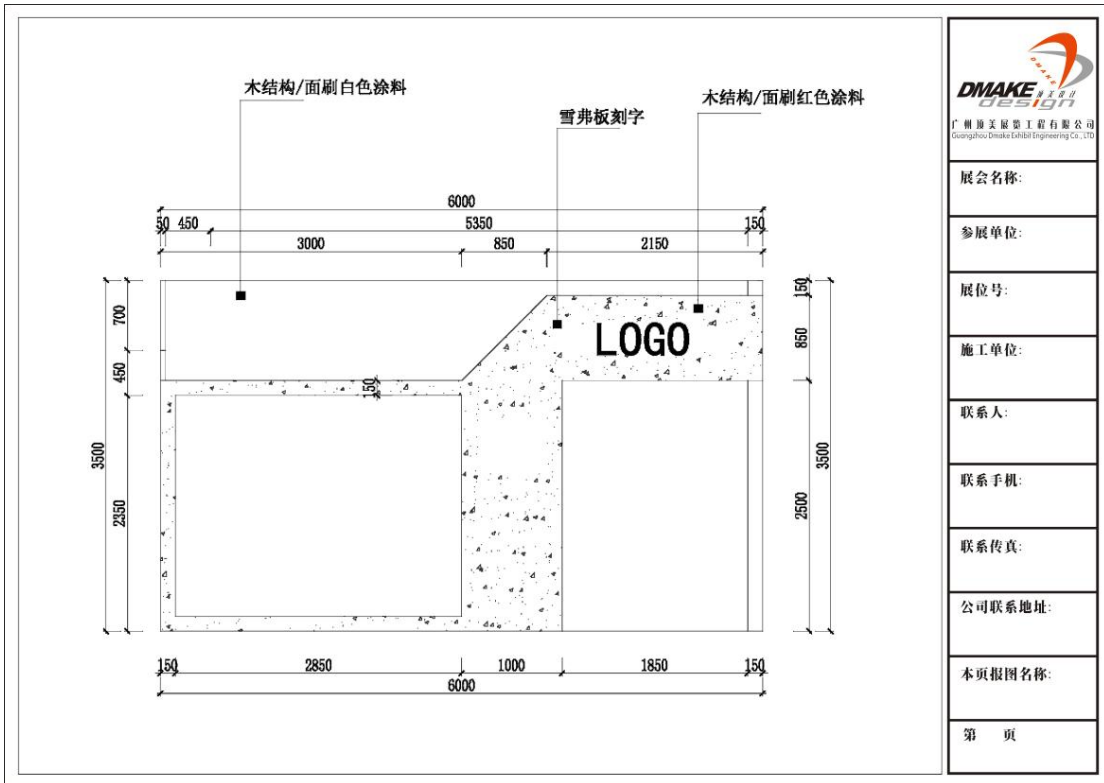 木结构/面刷白色涂料
雪弗板刻字
木结构/面刷红色涂料
6000
50 450 5350 150
3000 850 2150
700
450
2350
3500
150
LOGO
150
850
2500
3500
150 2850 1000 1850 150
6000
DMAKE 顶美设计
design
广州顶美展览工程有限公司
Guangzhou Dmake Exhibit Engineering Co., LTD
展会名称:
参展单位:
展位号:
施工单位:
联系人:
联系手机:
联系传真:
公司联系地址:
本页报图名称:
第 页
DMAKE